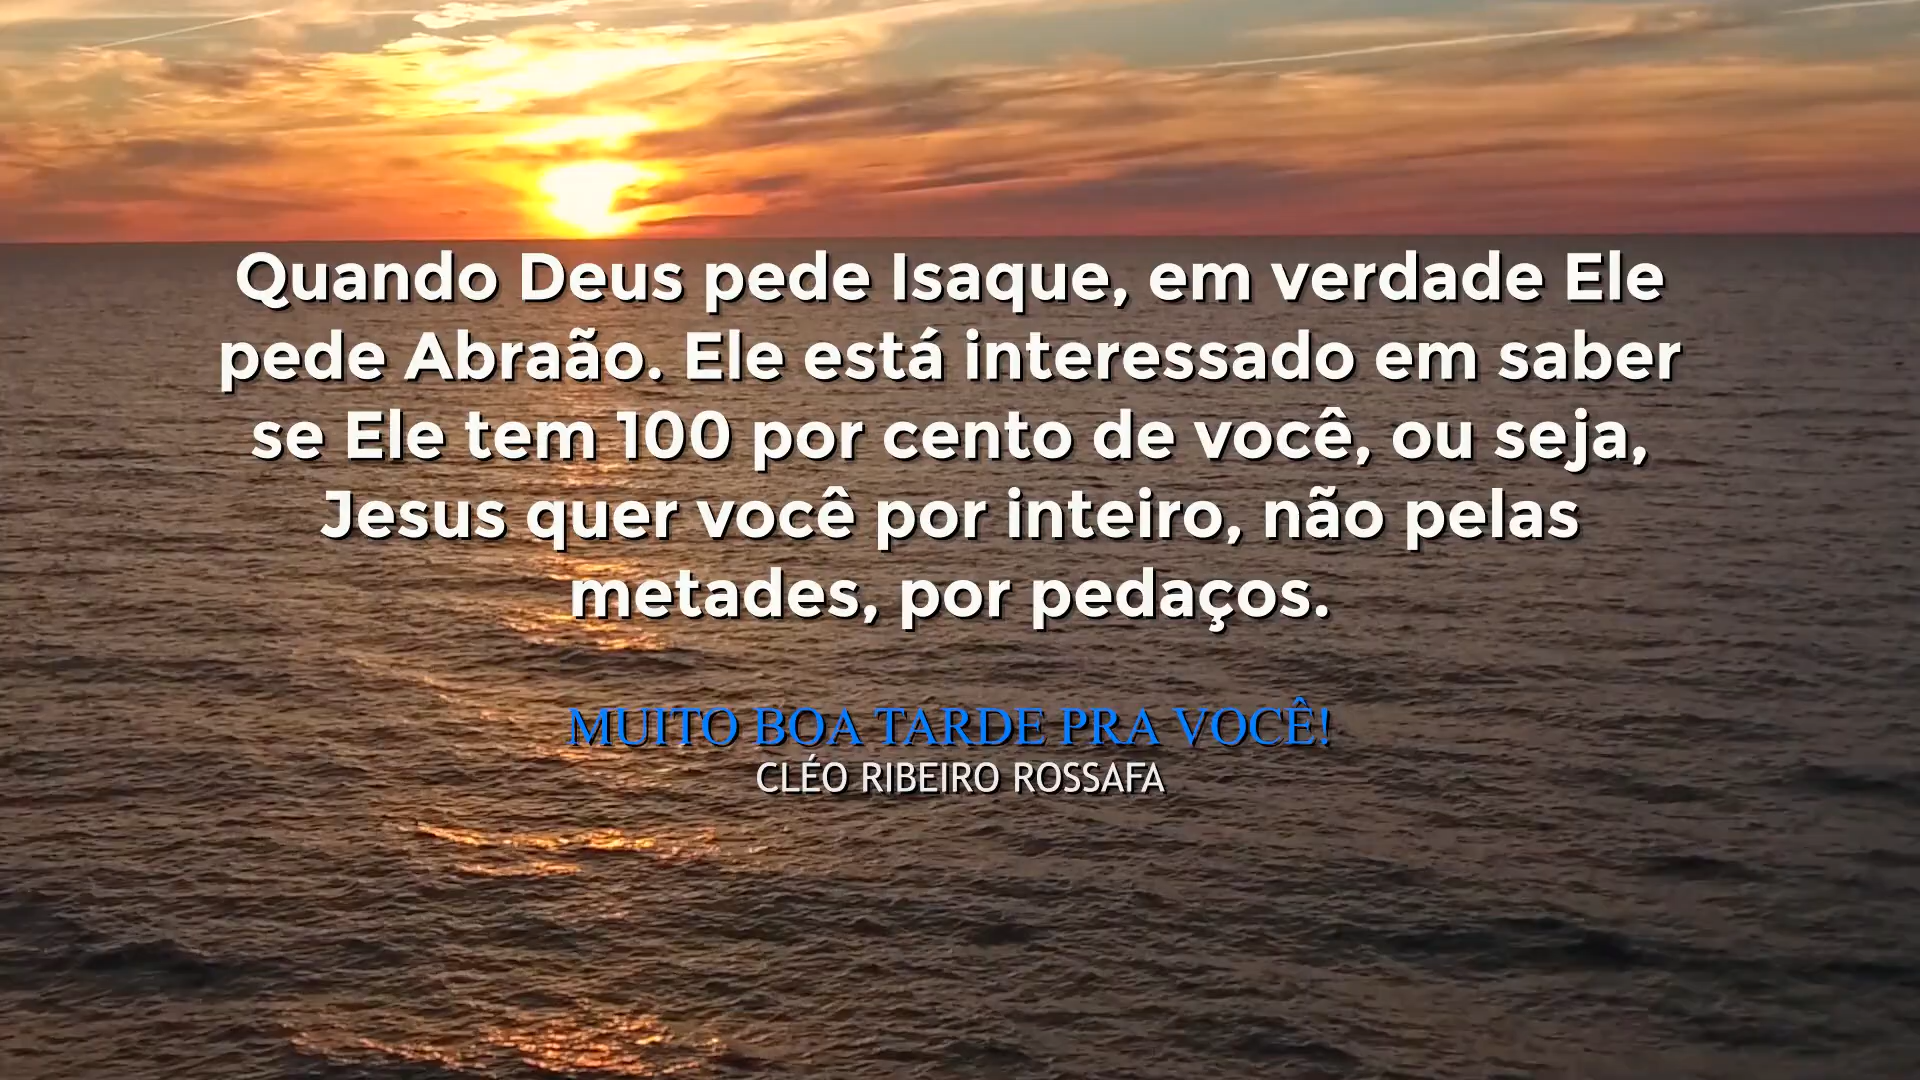 Quando Deus pede Isaque, em verdade Ele
pede Abraão. Ele está interessado em saber
se Ele tem 100 por cento de você, ou seja,
Jesus quer você por inteiro, não pelas
metades, por pedaços.
MUITO BOA TARDE PRA VOCÊ!
CLÉO RIBEIRO ROSSAFA